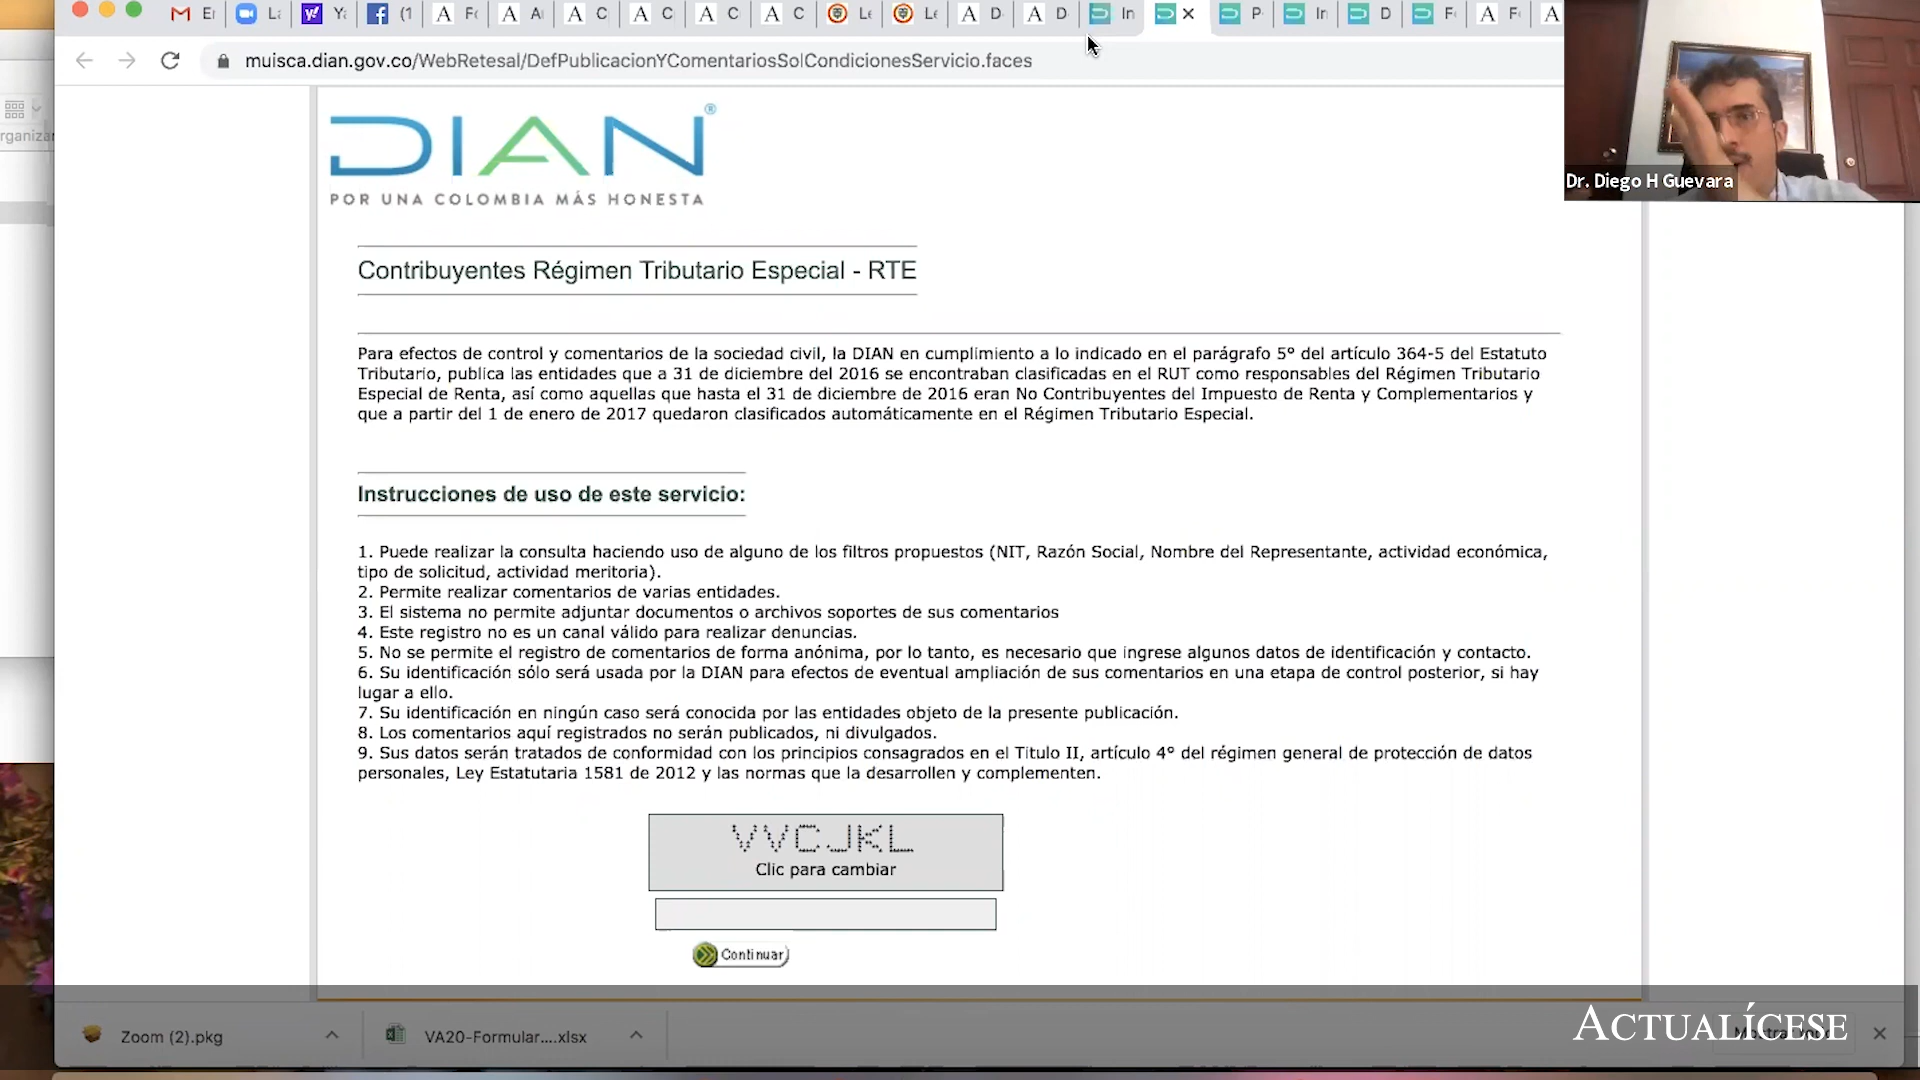 muisca.dian.gov.co/WebRetesal/DefPublicacionYComentariosSolCondicionesServicio.faces
rganizar
DIAN®
POR UNA COLOMBIA MÁS HONESTA
Dr. Diego H Guevara
Contribuyentes Régimen Tributario Especial - RTE
Para efectos de control y comentarios de la sociedad civil, la DIAN en cumplimiento a lo indicado en el parágrafo 5° del artículo 364-5 del Estatuto
Tributario, publica las entidades que a 31 de diciembre del 2016 se encontraban clasificadas en el RUT como responsables del Régimen Tributario
Especial de Renta, así como aquellas que hasta el 31 de diciembre de 2016 eran No Contribuyentes del Impuesto de Renta y Complementarios y
que a partir del 1 de enero de 2017 quedaron clasificados automáticamente en el Régimen Tributario Especial.
Instrucciones de uso de este servicio:
1. Puede realizar la consulta haciendo uso de alguno de los filtros propuestos (NIT, Razón Social, Nombre del Representante, actividad económica,
tipo de solicitud, actividad meritoria).
2. Permite realizar comentarios de varias entidades.
3. El sistema no permite adjuntar documentos o archivos soportes de sus comentarios
4. Este registro no es un canal válido para realizar denuncias.
5. No se permite el registro de comentarios de forma anónima, por lo tanto, es necesario que ingrese algunos datos de identificación y contacto.
6. Su identificación sólo será usada por la DIAN para efectos de eventual ampliación de sus comentarios en una etapa de control posterior, si hay
lugar a ello.
7. Su identificación en ningún caso será conocida por las entidades objeto de la presente publicación.
8. Los comentarios aquí registrados no serán publicados, ni divulgados.
9. Sus datos serán tratados de conformidad con los principios consagrados en el Titulo II, artículo 4° del régimen general de protección de datos
personales, Ley Estatutaria 1581 de 2012 y las normas que la desarrollen y complementen.
VVCJKL
Clic para cambiar
Continuar
Zoom (2).pkg
VA20-Formular....xlsx
ACTUALÍCESE